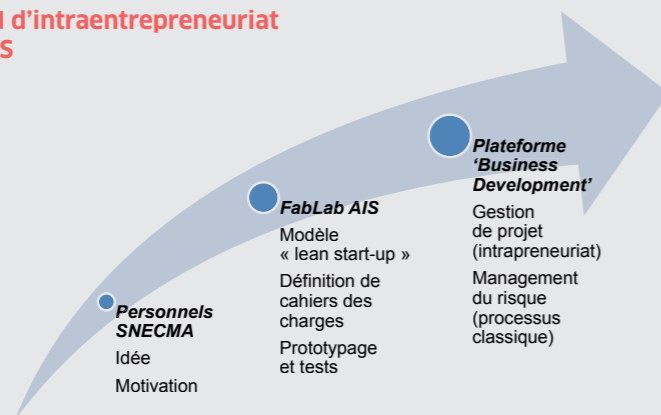 d’intraentrepreneuriat
Plateforme
‘Business
Development’
Gestion
de projet
(intrapreneuriat)
Management
du risque
(processus
classique)
FabLab AIS
Modèle
« lean start-up »
Définition de
cahiers des
charges
Prototypage
et tests
Personnels
SNECMA
Idée
Motivation